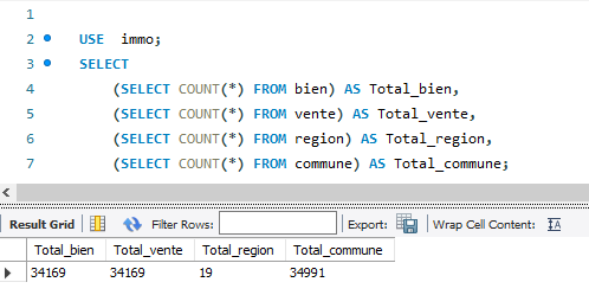 1
2 USE immo;
3 SELECT
4 (SELECT COUNT(*) FROM bien) AS Total_bien,
5 (SELECT COUNT(*) FROM vente) AS Total_vente,
6 (SELECT COUNT(*) FROM region) AS Total_region,
7 (SELECT COUNT(*) FROM commune) AS Total_commune;
Result Grid Filter Rows: Export: Wrap Cell Content: IA
Total_bien Total_vente Total_region Total_commune
34169 34169 19 34991